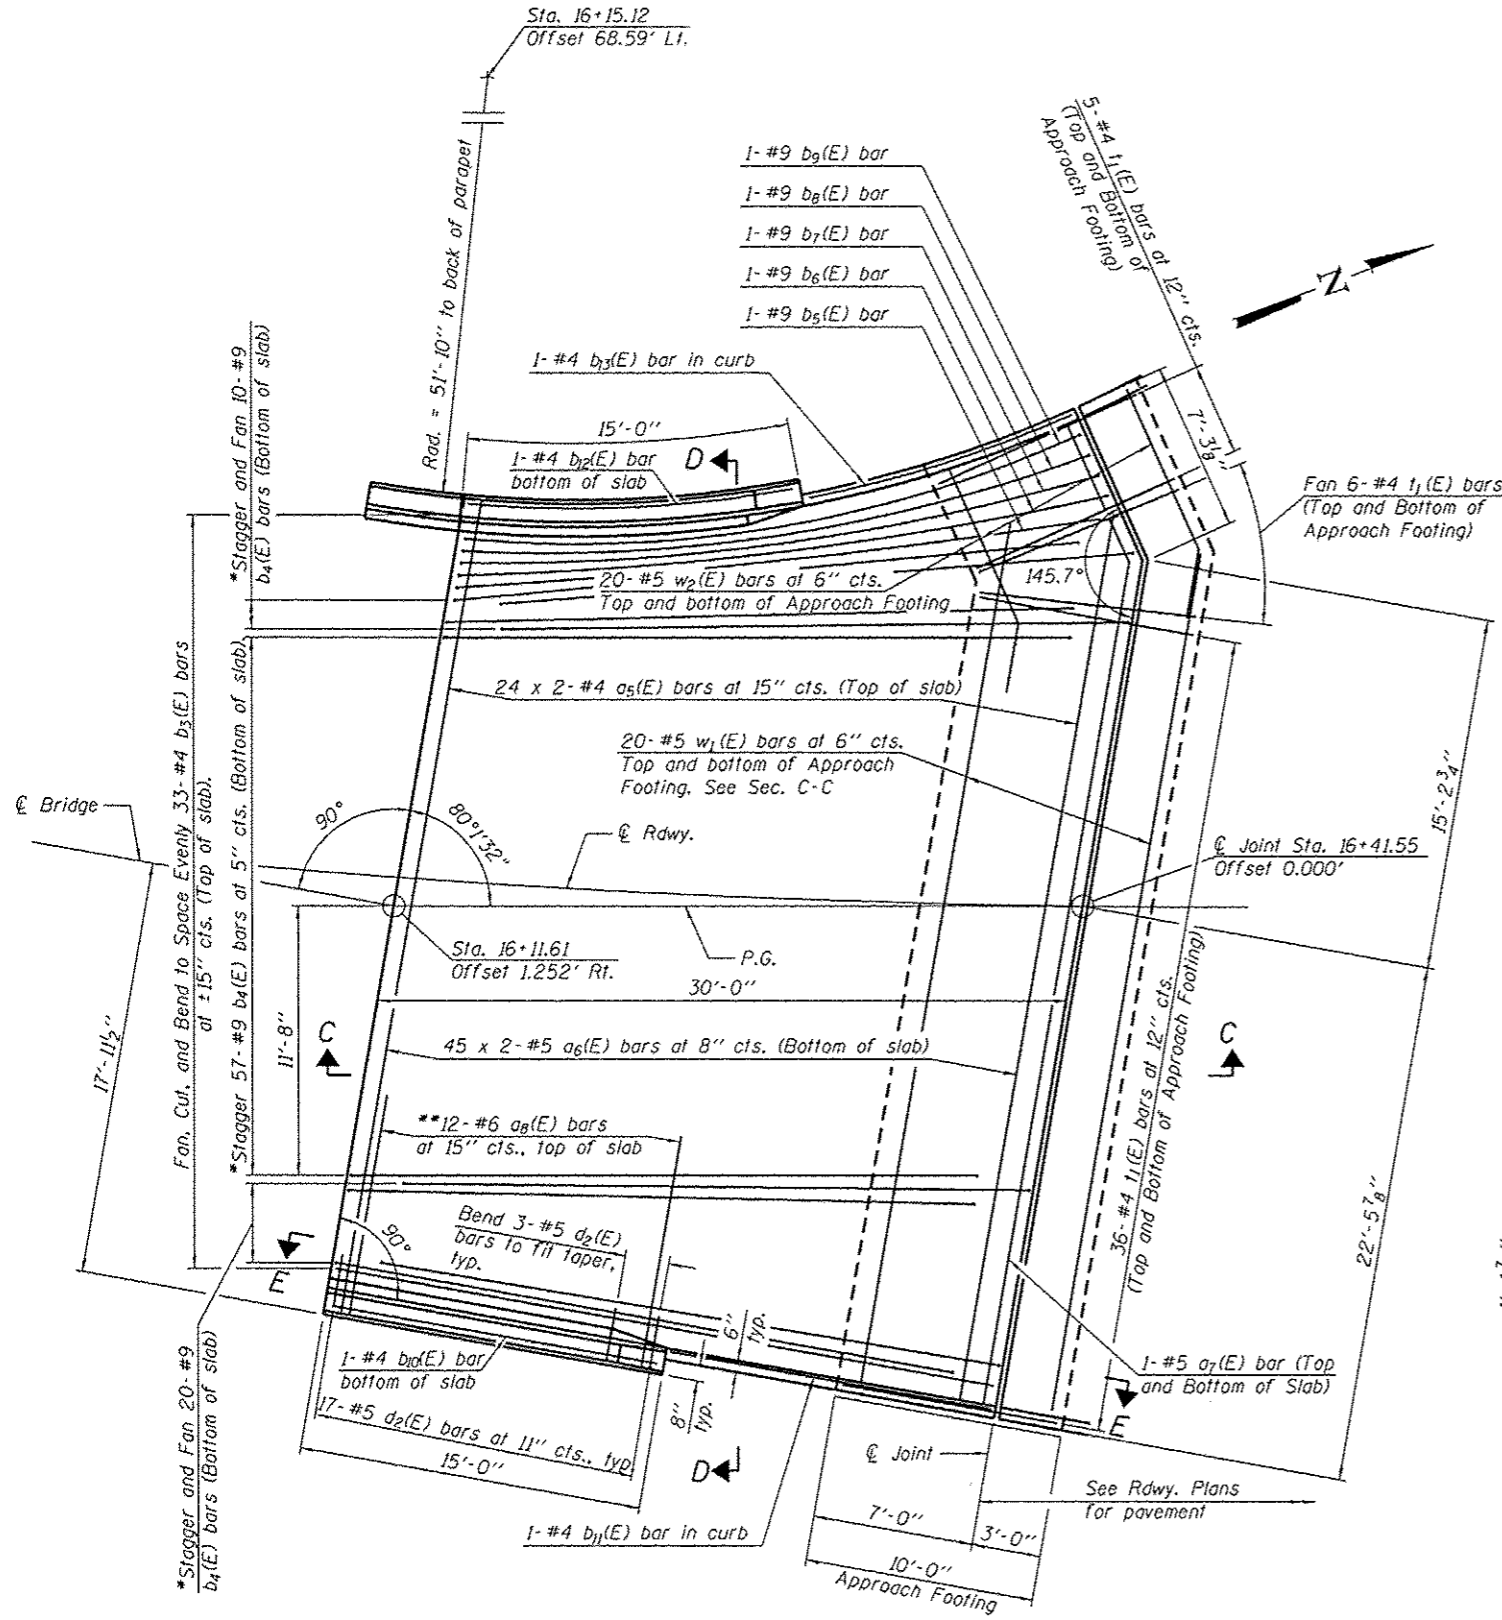 Sta. 16+15.12
Offset 68.59' Lt.
Rad. = 51'-10" to back of parapet
1- #9 b9(E) bar
1- #9 b8(E) bar
1- #9 b7(E) bar
1- #9 b6(E) bar
1- #9 b5(E) bar
1- #4 b13(E) bar in curb
5- #4 t1(E) bars at 12" cts.
(Top and Bottom of
Approach Footing)
N
7'-3 1/8"
Fan 6- #4 t1(E) bars
(Top and Bottom of
Approach Footing)
15'-0"
1- #4 b12(E) bar
bottom of slab
D
*Stagger and Fan 10- #9
b4(E) bars (Bottom of slab)
20- #5 w2(E) bars at 6" cts.
Top and bottom of Approach Footing
145.7°
24 x 2- #4 a5(E) bars at 15" cts. (Top of slab)
20- #5 w1(E) bars at 6" cts.
Top and bottom of Approach
Footing. See Sec. C-C
Fan, Cut, and Bend to Space Evenly 33- #4 b3(E) bars
at ±15" cts. (Top of slab).
*Stagger 57- #9 b4(E) bars at 5" cts. (Bottom of slab).
℄ Bridge
90°
80°1'32"
℄ Rdwy.
℄ Joint Sta. 16+41.55
Offset 0.000'
15'-2 3/4"
Sta. 16+11.61
Offset 1.252' Rt.
P.G.
30'-0"
17'-11 1/2"
11'-8"
C
C
45 x 2- #5 a6(E) bars at 8" cts. (Bottom of slab)
36- #4 t1(E) bars at 12" cts.
(Top and Bottom of Approach Footing)
**12- #6 a8(E) bars
at 15" cts., top of slab
22'-5 7/8"
Bend 3- #5 d2(E)
bars to fit taper,
typ.
90°
E
6"
typ.
1- #4 b10(E) bar
bottom of slab
1- #5 a7(E) bar (Top
and Bottom of Slab)
*Stagger and Fan 20- #9
b4(E) bars (Bottom of slab)
17- #5 d2(E) bars at 11" cts., typ
8"
typ.
E
15'-0"
D
℄ Joint
See Rdwy. Plans
for pavement
1- #4 b11(E) bar in curb
7'-0"
3'-0"
10'-0"
Approach Footing